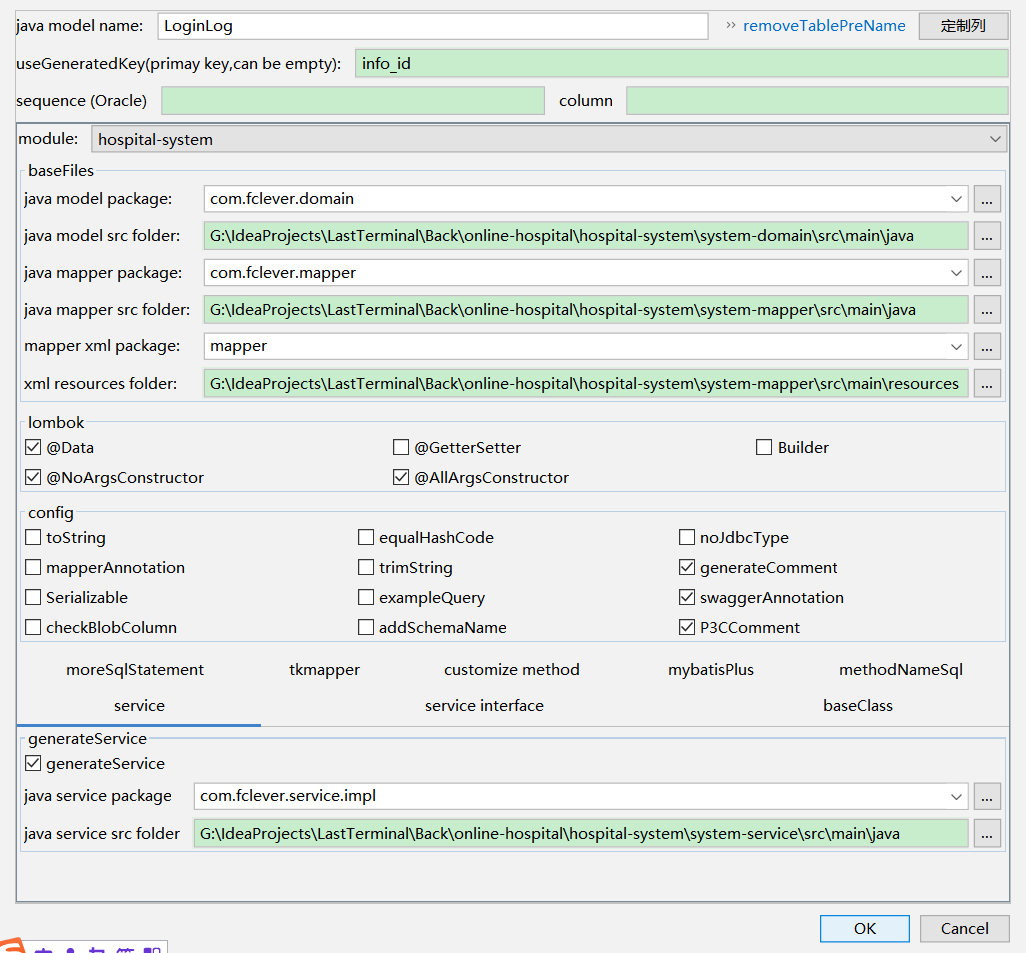 java model name: LoginLog >> removeTablePreName 定制列
useGeneratedKey(primay key,can be empty): info_id
sequence (Oracle) column
module: hospital-system
baseFiles
java model package: com.fclever.domain ...
java model src folder: G:\IdeaProjects\LastTerminal\Back\online-hospital\hospital-system\system-domain\src\main\java ...
java mapper package: com.fclever.mapper ...
java mapper src folder: G:\IdeaProjects\LastTerminal\Back\online-hospital\hospital-system\system-mapper\src\main\java ...
mapper xml package: mapper ...
xml resources folder: G:\IdeaProjects\LastTerminal\Back\online-hospital\hospital-system\system-mapper\src\main\resources ...
lombok
@Data @GetterSetter Builder
@NoArgsConstructor @AllArgsConstructor
config
toString equalHashCode noJdbcType
mapperAnnotation trimString generateComment
Serializable exampleQuery swaggerAnnotation
checkBlobColumn addSchemaName P3CComment
moreSqlStatement tkmapper customize method mybatisPlus methodNameSql
service service interface baseClass
generateService
generateService
java service package com.fclever.service.impl ...
java service src folder G:\IdeaProjects\LastTerminal\Back\online-hospital\hospital-system\system-service\src\main\java ...
OK Cancel